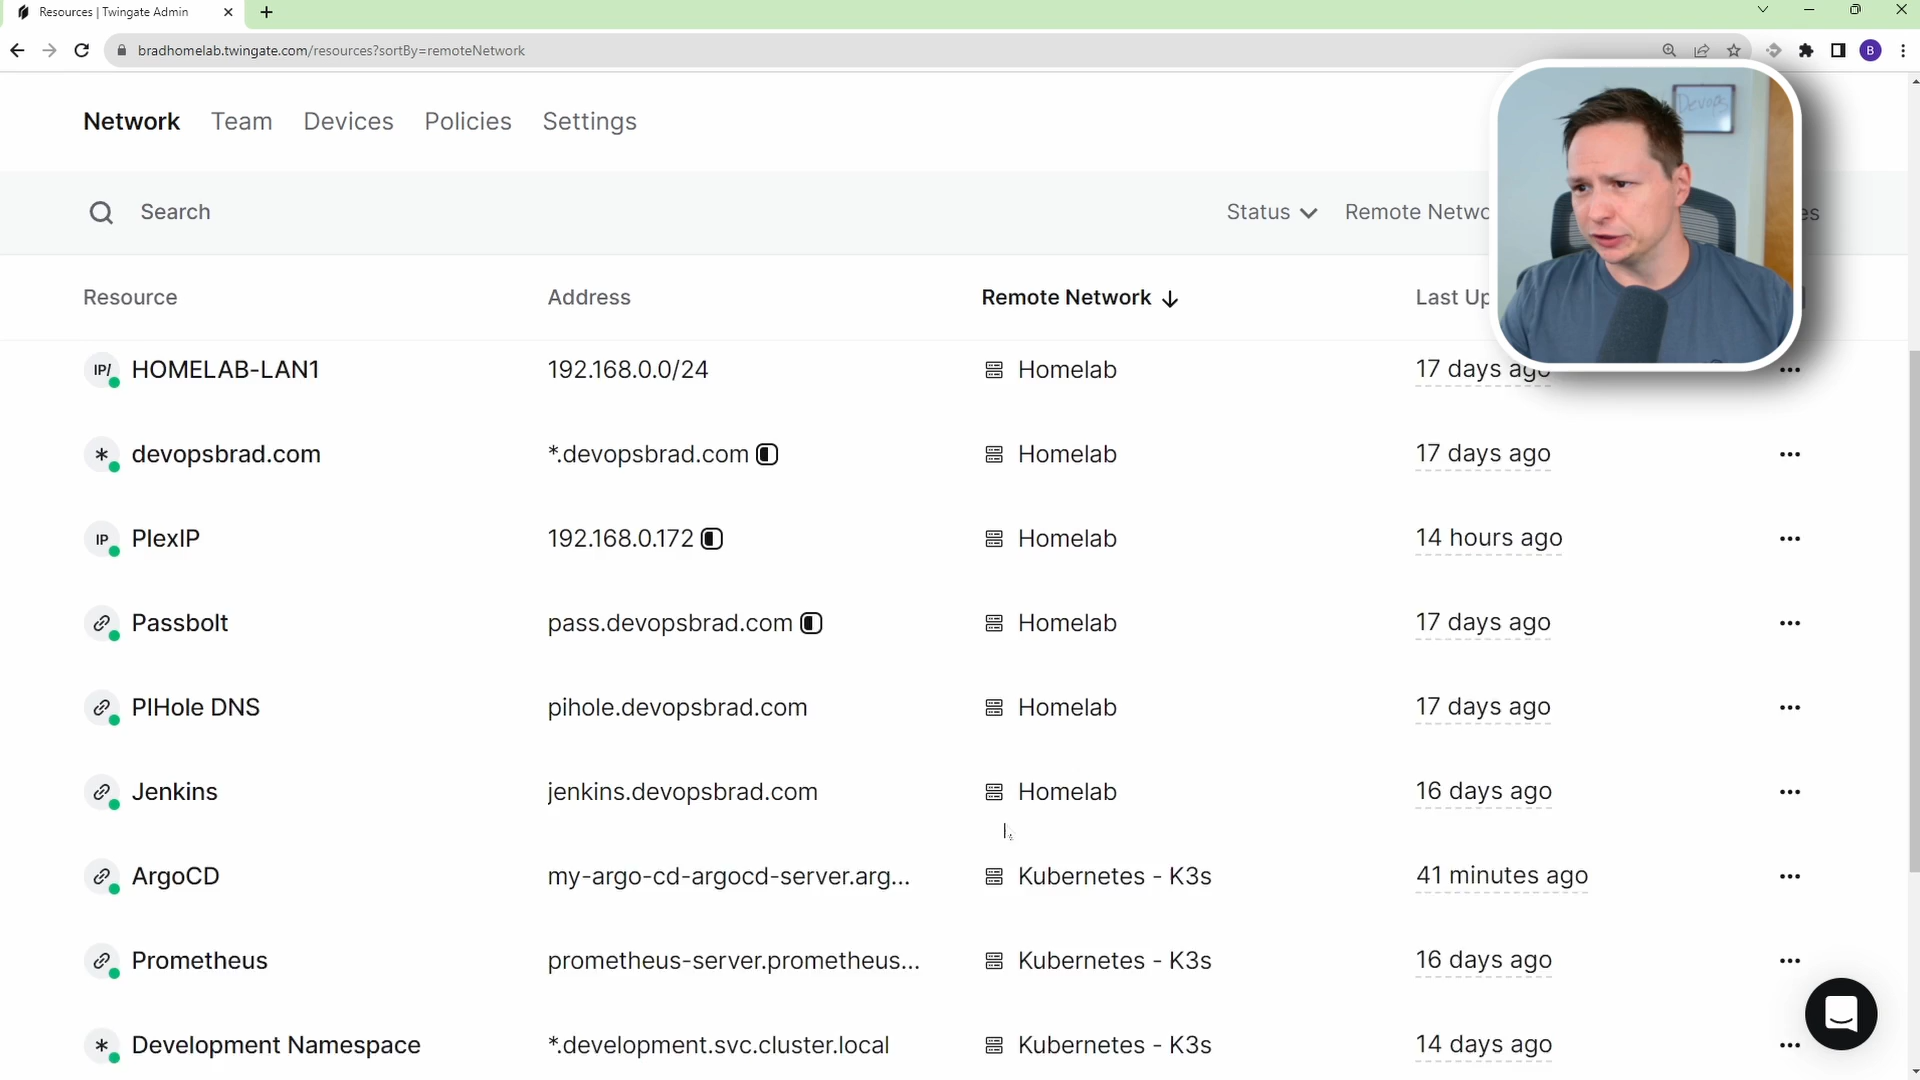 Resources | Twingate Admin
bradhomelab.twingate.com/resources?sortBy=remoteNetwork
B
Network Team Devices Policies Settings
Devops
Search Status Remote Netwo
Resource Address Remote Network Last Up
IP/ HOMELAB-LAN1 192.168.0.0/24 Homelab 17 days ago
* devopsbrad.com *.devopsbrad.com Homelab 17 days ago
IP PlexIP 192.168.0.172 Homelab 14 hours ago
Passbolt pass.devopsbrad.com Homelab 17 days ago
PIHole DNS pihole.devopsbrad.com Homelab 17 days ago
Jenkins jenkins.devopsbrad.com Homelab 16 days ago
ArgoCD my-argo-cd-argocd-server.arg... Kubernetes - K3s 41 minutes ago
Prometheus prometheus-server.prometheus... Kubernetes - K3s 16 days ago
* Development Namespace *.development.svc.cluster.local Kubernetes - K3s 14 days ago